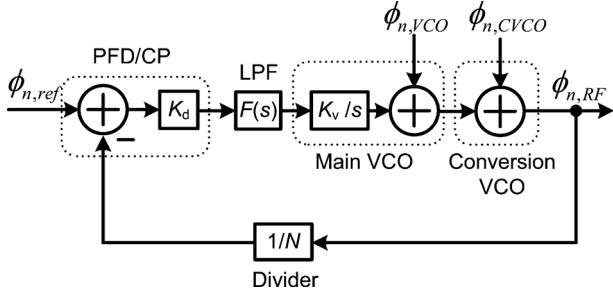 ϕn,VCO ϕn,CVCO
PFD/CP
LPF
ϕn,ref
ϕn,RF
+ Kd F(s) Kv /s + +
−
Main VCO
Conversion
VCO
1/N
Divider